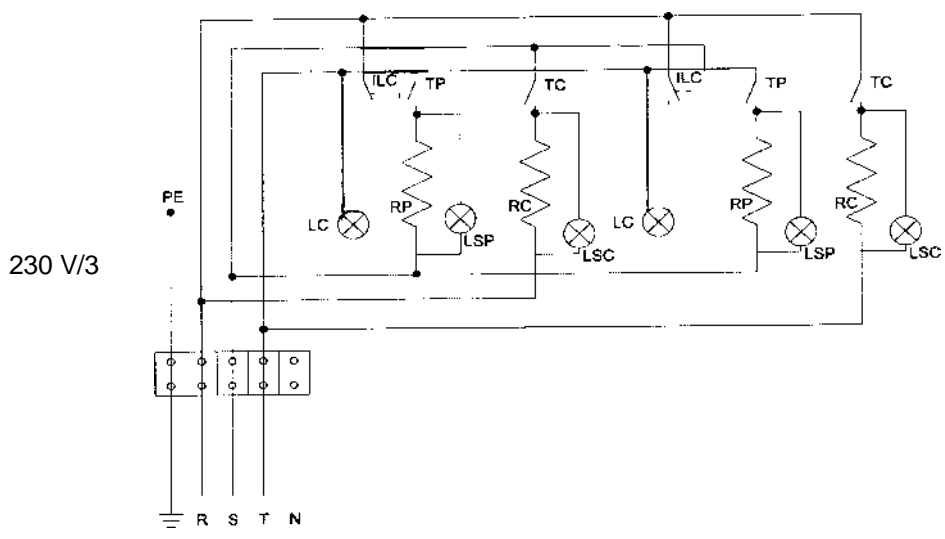 ILC TP TC ILC TP TC
PE
RP RC RP RC
LC LSP LSC LC LSP LSC
230 V/3
R S T N